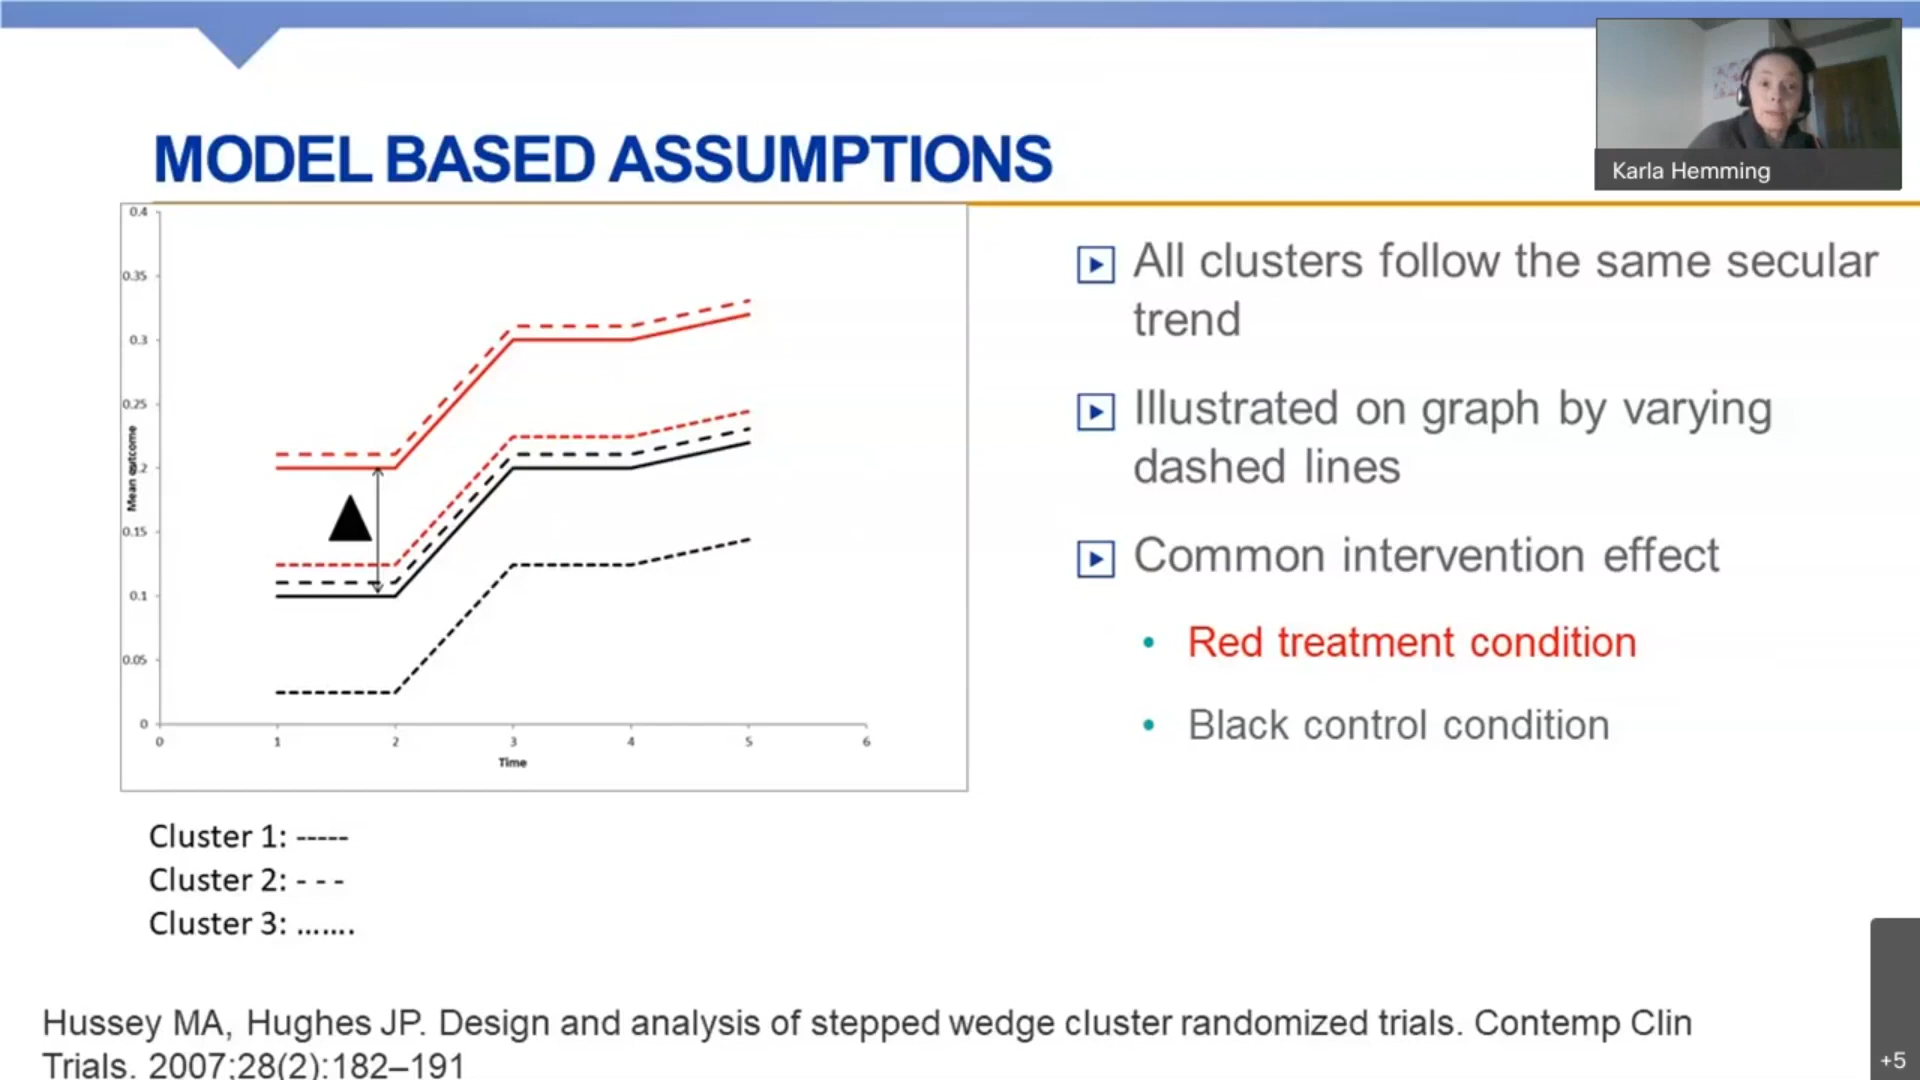 Karla Hemming
MODEL BASED ASSUMPTIONS
0.4
0.35
0.3
0.25
0.2
0.15
0.1
0.05
0
Mean outcome
0 1 2 3 4 5 6
Time
All clusters follow the same secular
trend
Illustrated on graph by varying
dashed lines
Common intervention effect
• Red treatment condition
• Black control condition
Cluster 1: -----
Cluster 2: - - -
Cluster 3: .......
Hussey MA, Hughes JP. Design and analysis of stepped wedge cluster randomized trials. Contemp Clin
Trials. 2007;28(2):182–191
+5